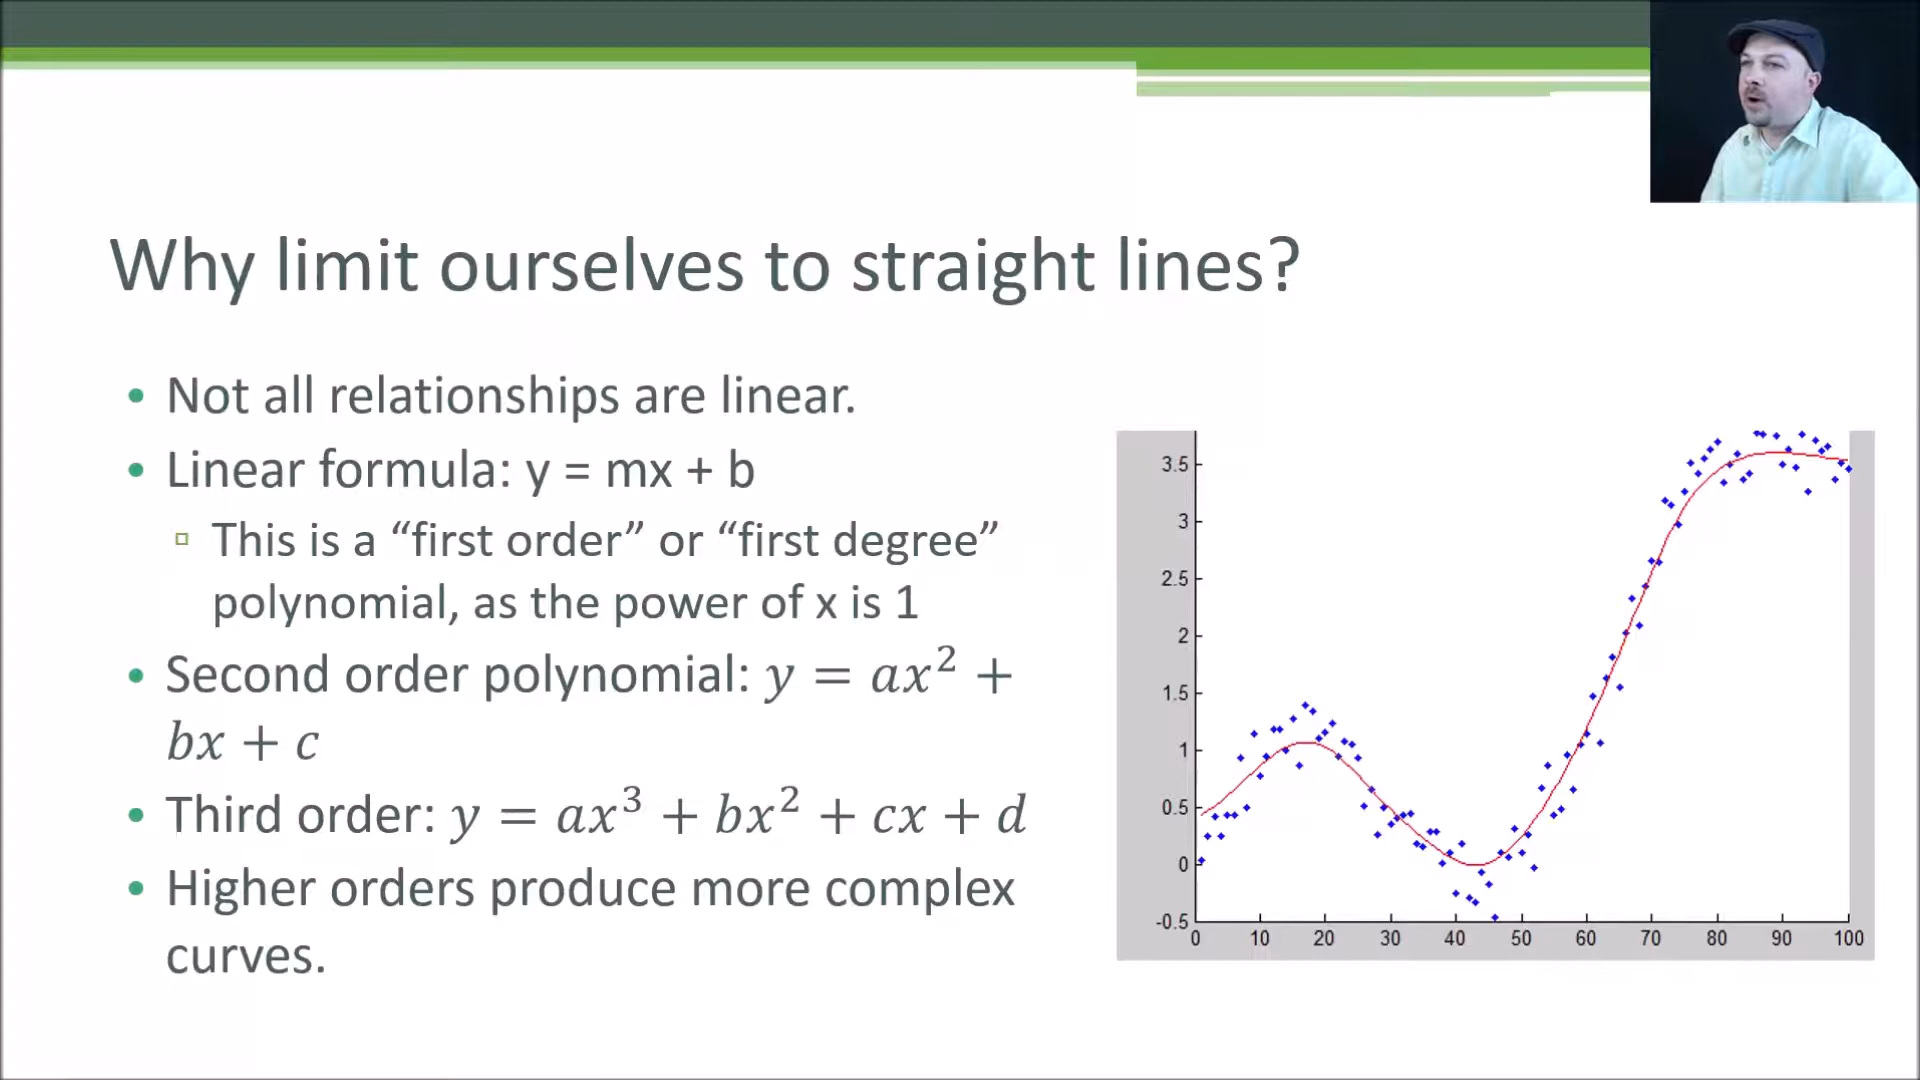 Why limit ourselves to straight lines?
• Not all relationships are linear.
• Linear formula: y = mx + b
▫ This is a “first order” or “first degree”
polynomial, as the power of x is 1
• Second order polynomial: y = ax² +
bx + c
• Third order: y = ax³ + bx² + cx + d
• Higher orders produce more complex
curves.
3.5
3
2.5
2
1.5
1
0.5
0
-0.5
0 10 20 30 40 50 60 70 80 90 100